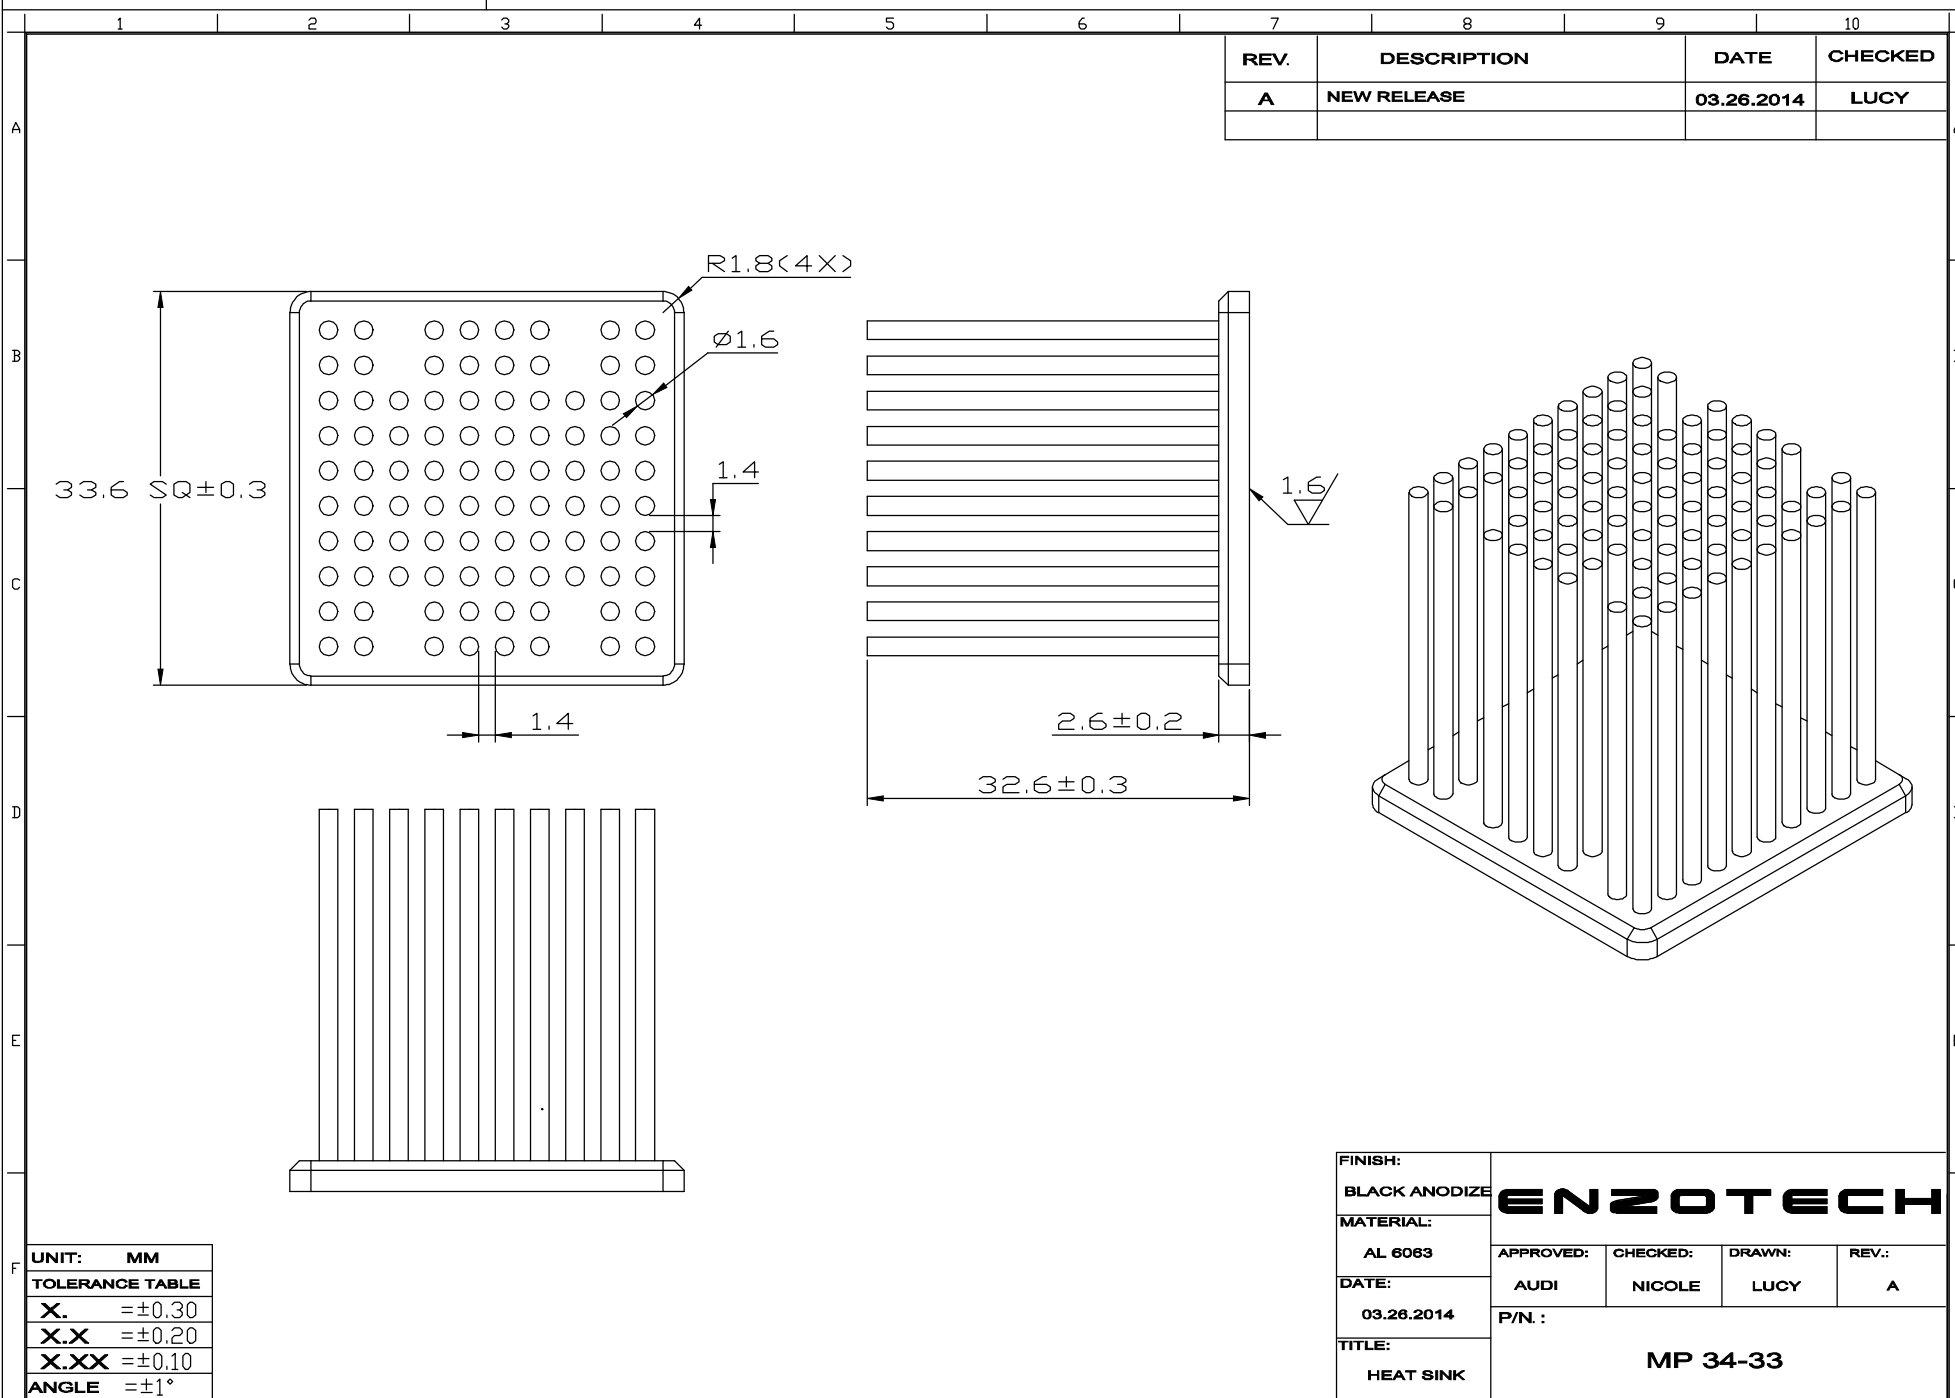 1 2 3 4 5 6 7 8 9 10
REV. DESCRIPTION DATE CHECKED
A NEW RELEASE 03.26.2014 LUCY
A
B
C
D
E
F
R1.8(4X)
Ø1.6
1.4
33.6 SQ±0.3
1.4
1.6
2.6±0.2
32.6±0.3
UNIT: MM
TOLERANCE TABLE
X. =±0.30
X.X =±0.20
X.XX =±0.10
ANGLE =±1°
FINISH:
BLACK ANODIZE
MATERIAL:
AL 6063
DATE:
03.26.2014
TITLE:
HEAT SINK
ENZOTECH
APPROVED: CHECKED: DRAWN: REV.:
AUDI NICOLE LUCY A
P/N. :
MP 34-33